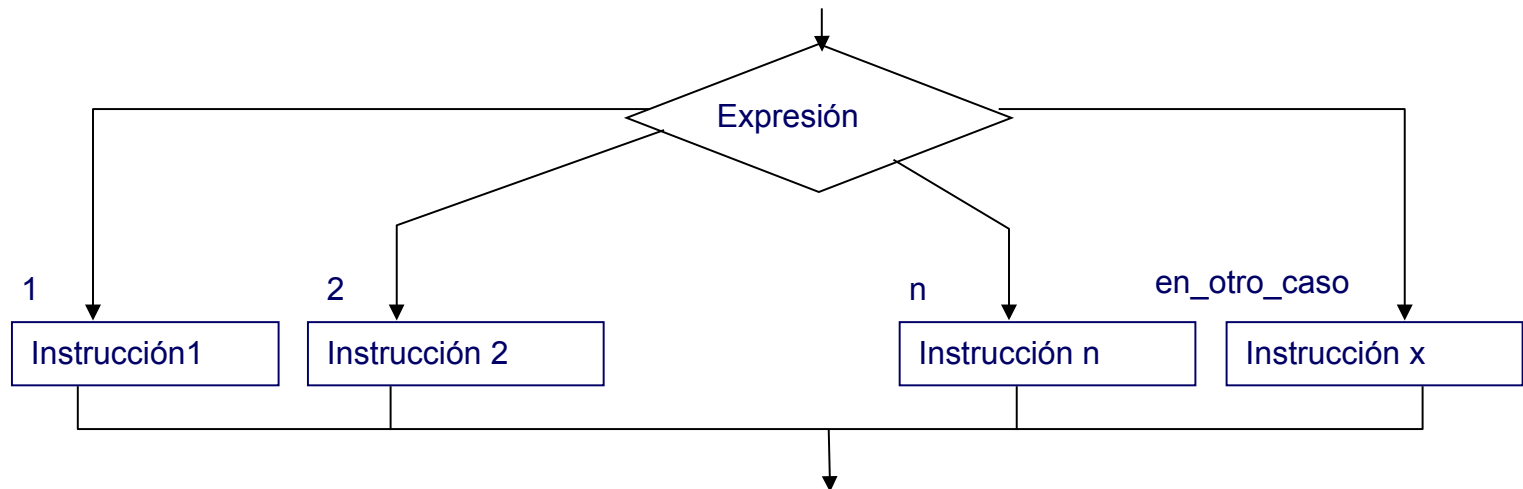 Expresión
1
2
n
en_otro_caso
Instrucción1
Instrucción 2
Instrucción n
Instrucción x